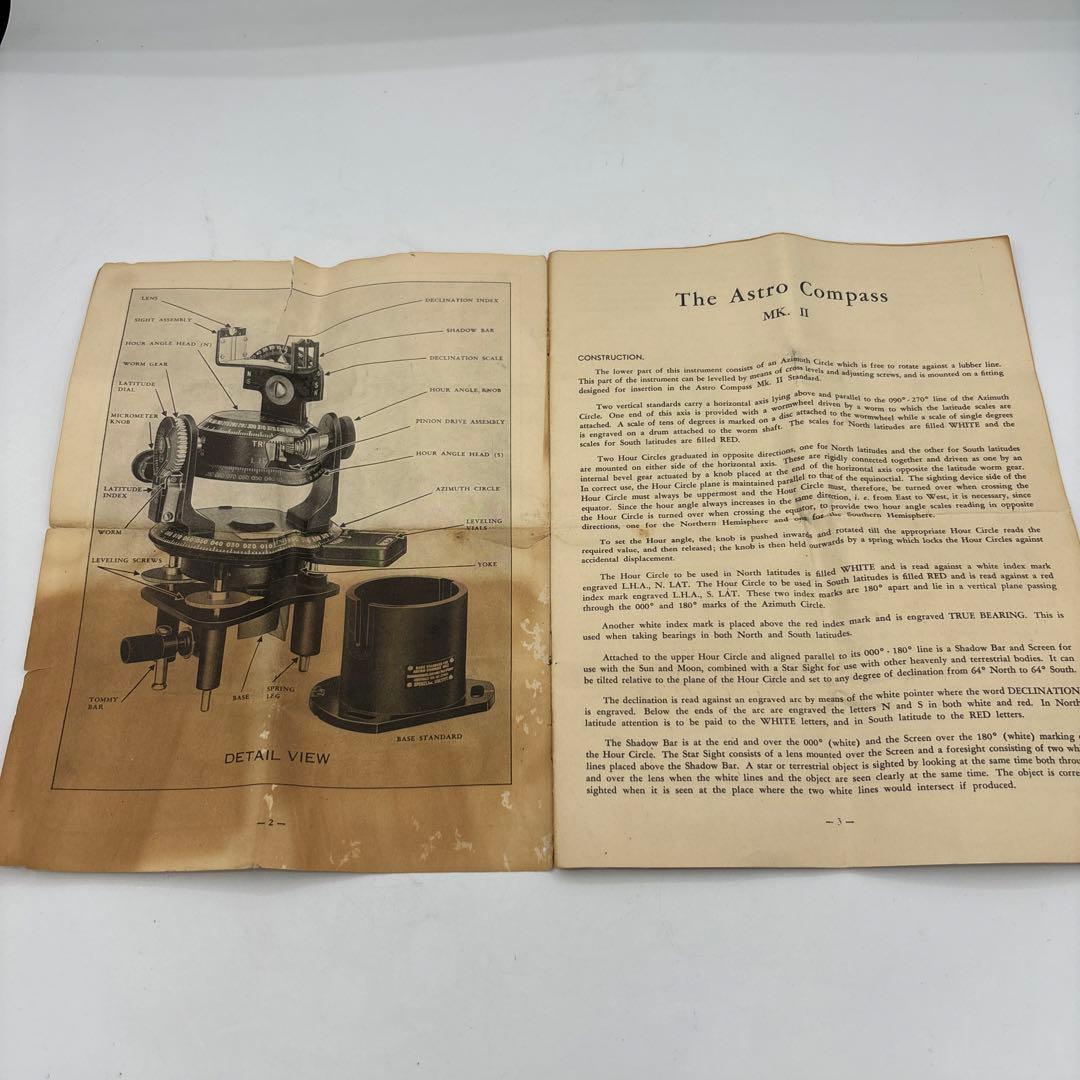 LENS
SIGHT ASSEMBLY
HOUR ANGLE HEAD (N)
WORM GEAR
LATITUDE
DIAL
MICROMETER
KNOB
LATITUDE
INDEX
WORM
LEVELING SCREWS
TOMMY
BAR
BASE
SPRING
LEG
DECLINATION INDEX
SHADOW BAR
DECLINATION SCALE
HOUR ANGLE KNOB
PINION DRIVE ASSEMBLY
HOUR ANGLE HEAD (S)
AZIMUTH CIRCLE
LEVELING
VIALS
YOKE
BASE STANDARD
DETAIL VIEW
— 2 —
The Astro Compass
MK. II
CONSTRUCTION.
The lower part of this instrument consists of an Azimuth Circle which is free to rotate against a lubber line.
This part of the instrument can be levelled by means of cross levels and adjusting screws, and is mounted on a fitting
designed for insertion in the Astro Compass Mk. II Standard.
Two vertical standards carry a horizontal axis lying above and parallel to the 090°-270° line of the Azimuth
Circle. One end of this axis is provided with a wormwheel driven by a worm to which the latitude scales are
attached. A scale of tens of degrees is marked on a disc attached to the wormwheel while a scale of single degrees
is engraved on a drum attached to the worm shaft. The scales for North latitudes are filled WHITE and the
scales for South latitudes are filled RED.
Two Hour Circles graduated in opposite directions, one for North latitudes and the other for South latitudes
are mounted on either side of the horizontal axis. These are rigidly connected together and driven as one by an
internal bevel gear actuated by a knob placed at the end of the horizontal axis opposite the latitude worm gear.
In correct use, the Hour Circle plane is maintained parallel to that of the equinoctial. The sighting device side of the
Hour Circle must always be uppermost and the Hour Circle must, therefore, be turned over when crossing the
equator. Since the hour angle always increases in the same direction, i. e. from East to West, it is necessary, since
the Hour Circle is turned over when crossing the equator, to provide two hour angle scales reading in opposite
directions, one for the Northern Hemisphere and one for the Southern Hemisphere.
To set the Hour angle, the knob is pushed inwards and rotated till the appropriate Hour Circle reads the
required value, and then released; the knob is then held outwards by a spring which locks the Hour Circles against
accidental displacement.
The Hour Circle to be used in North latitudes is filled WHITE and is read against a white index mark
engraved L.H.A., N. LAT. The Hour Circle to be used in South latitudes is filled RED and is read against a red
index mark engraved L.H.A., S. LAT. These two index marks are 180° apart and lie in a vertical plane passing
through the 000° and 180° marks of the Azimuth Circle.
Another white index mark is placed above the red index mark and is engraved TRUE BEARING. This is
used when taking bearings in both North and South latitudes.
Attached to the upper Hour Circle and aligned parallel to its 000° - 180° line is a Shadow Bar and Screen for
use with the Sun and Moon, combined with a Star Sight for use with other heavenly and terrestrial bodies. It can
be tilted relative to the plane of the Hour Circle and set to any degree of declination from 64° North to 64° South.
The declination is read against an engraved arc by means of the white pointer where the word DECLINATION
is engraved. Below the ends of the arc are engraved the letters N and S in both white and red. In North
latitude attention is to be paid to the WHITE letters, and in South latitude to the RED letters.
The Shadow Bar is at the end and over the 000° (white) and the Screen over the 180° (white) marking
the Hour Circle. The Star Sight consists of a lens mounted over the Screen and a foresight consisting of two
lines placed above the Shadow Bar. A star or terrestrial object is sighted by looking at the same time both
and over the lens when the white lines and the object are seen clearly at the same time. The object is
sighted when it is seen at the place where the two white lines would intersect if produced.
— 3 —